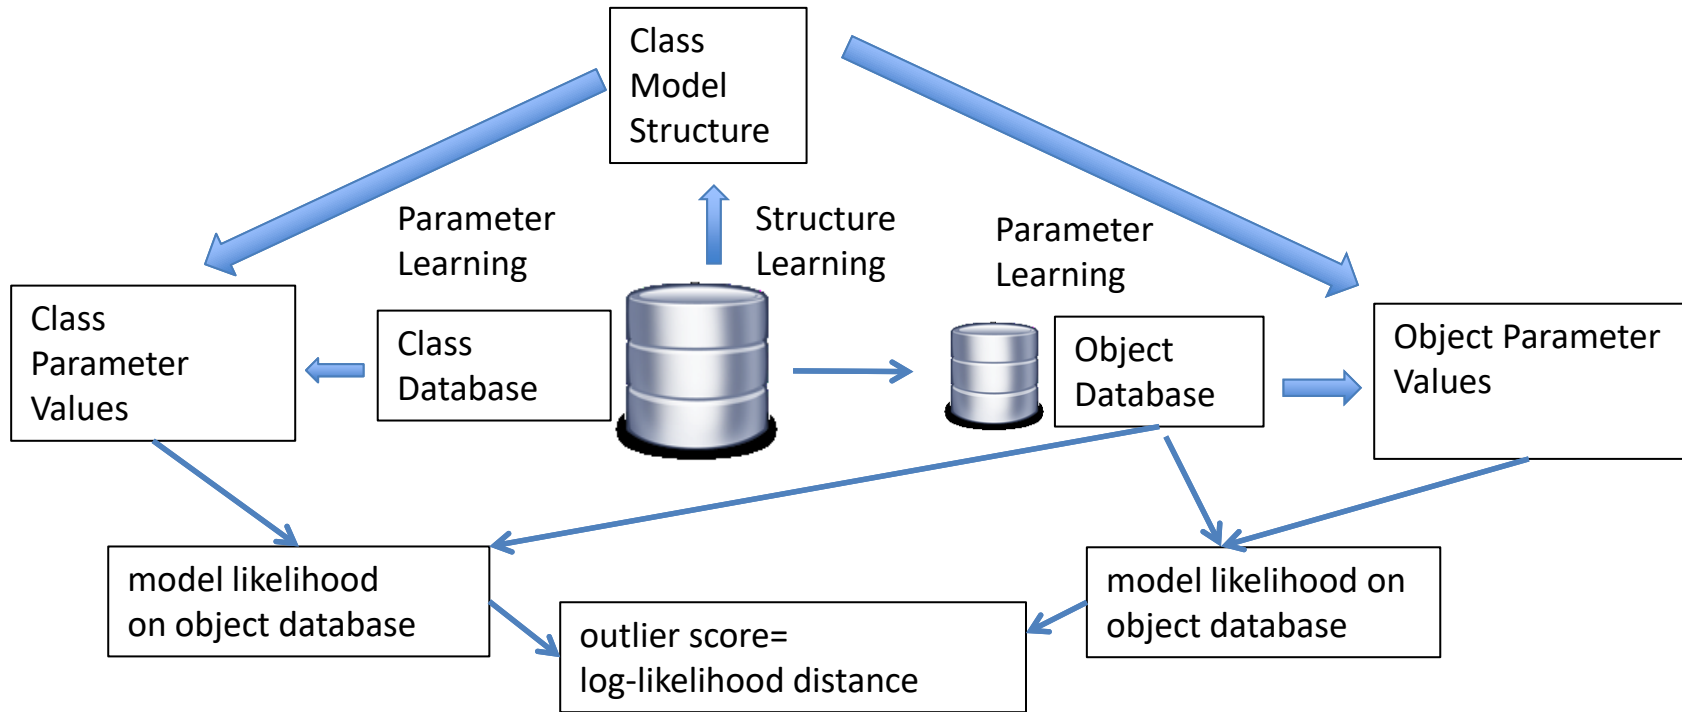 Class
Model
Structure
Parameter
Learning
Structure
Learning
Parameter
Learning
Class
Parameter
Values
Class
Database
Object
Database
Object Parameter
Values
model likelihood
on object database
outlier score=
log-likelihood distance
model likelihood on
object database